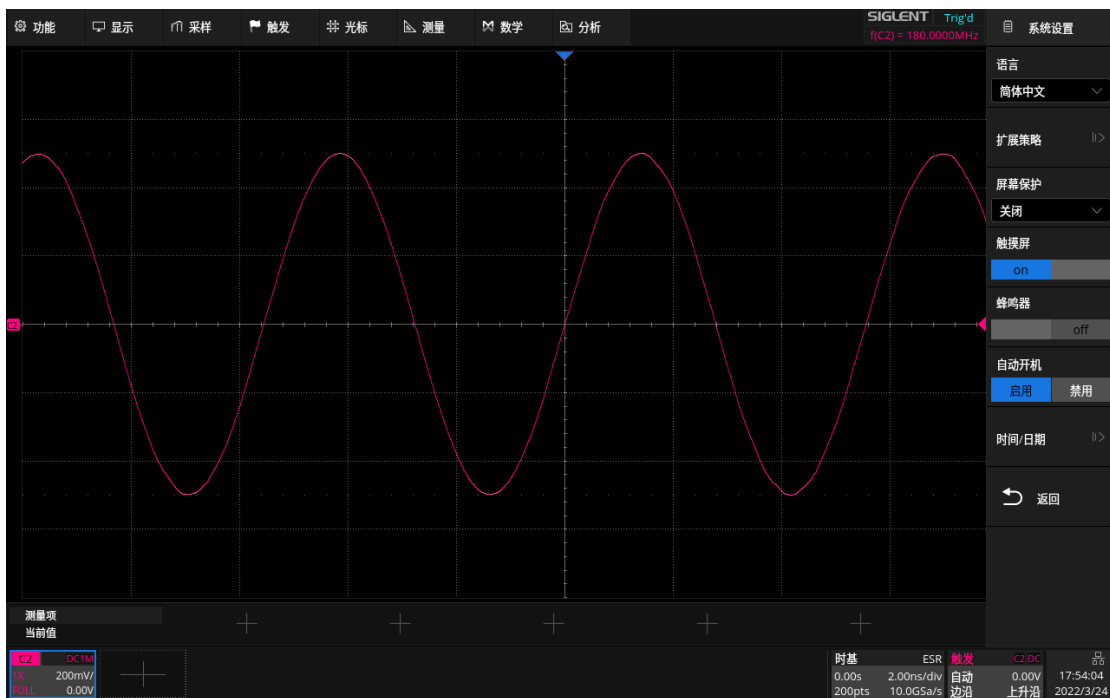 功能 显示 采样 触发 光标 测量 数学 分析
SIGLENT Trig'd
f(C2) = 180.0000MHz
系统设置
语言
简体中文
扩展策略
屏幕保护
关闭
触摸屏
on
蜂鸣器
off
自动开机
启用 禁用
时间/日期
返回
C2
测量项
当前值
C2 DC1M
1X 200mV/
FULL 0.00V
时基 ESR
0.00s 2.00ns/div
200pts 10.0GSa/s
触发 C2:DC
自动 0.00V
边沿 上升沿
17:54:04
2022/3/24